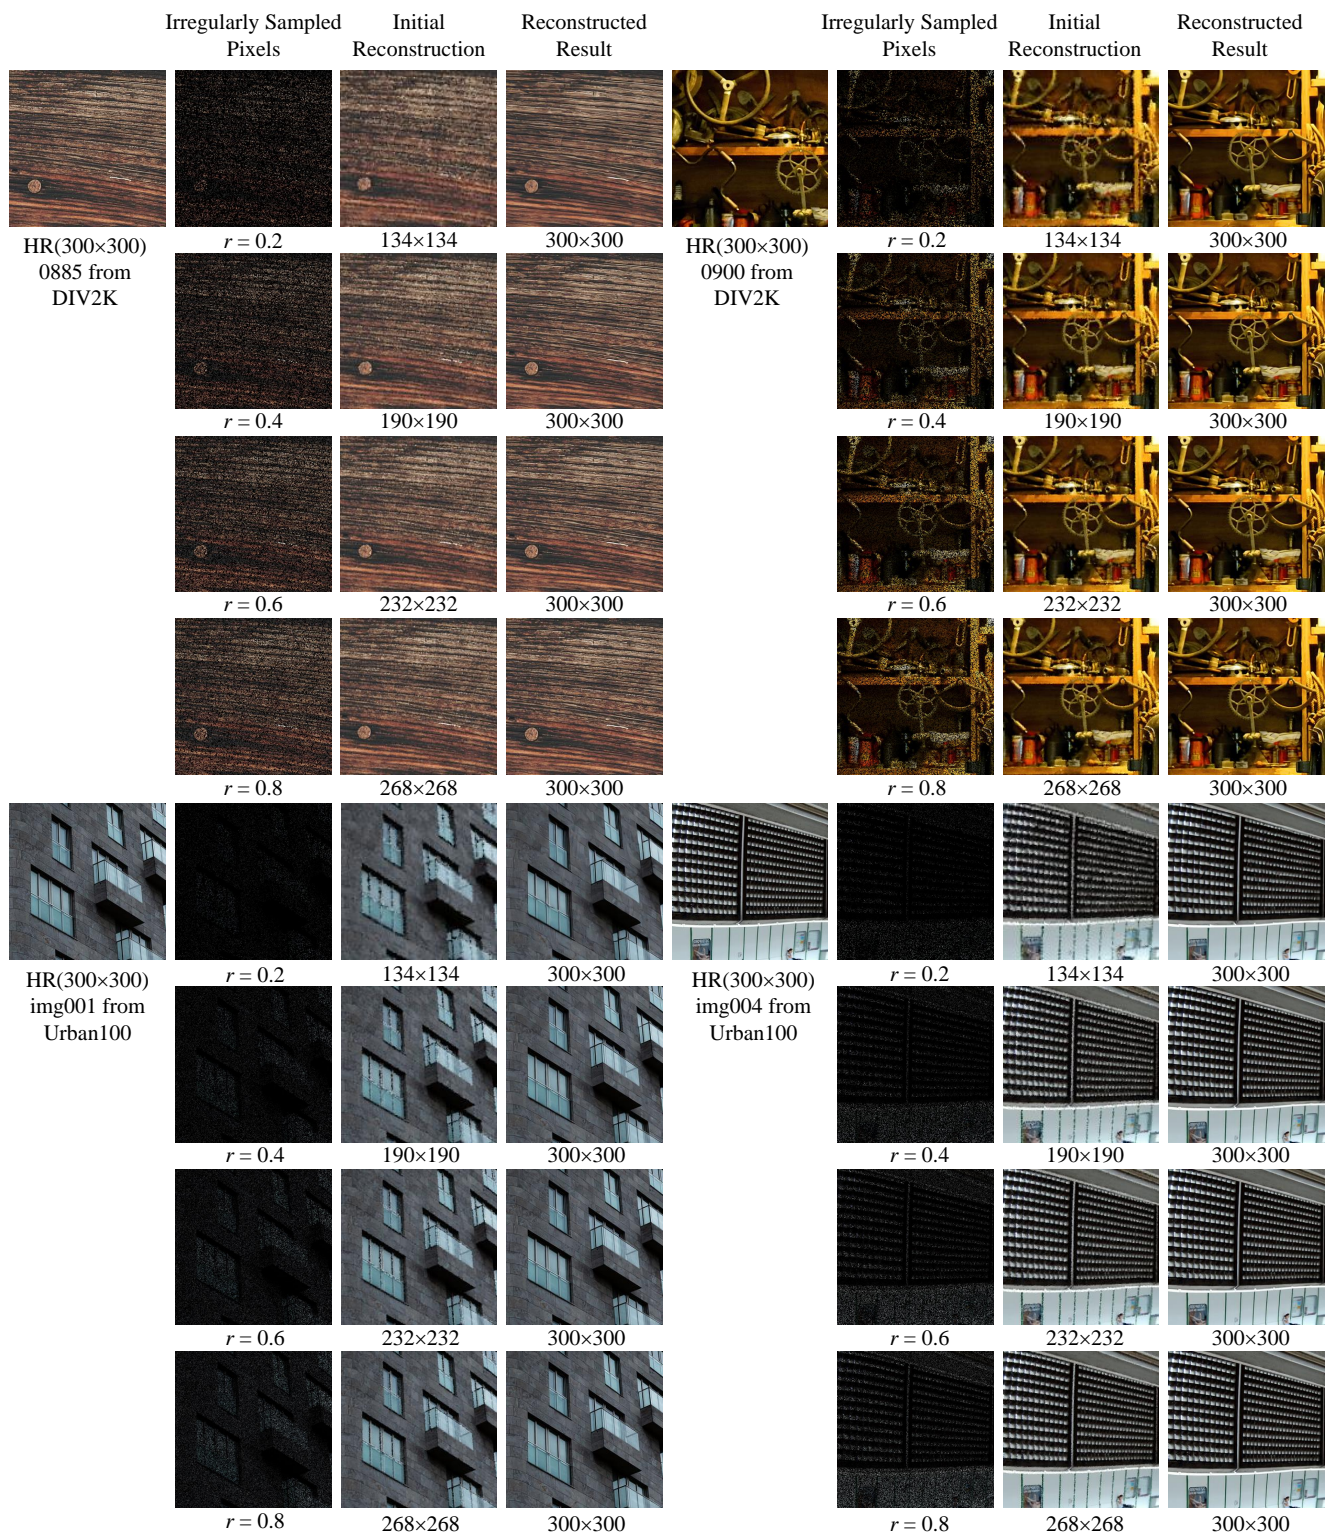 Irregularly Sampled Pixels
Initial Reconstruction
Reconstructed Result
Irregularly Sampled Pixels
Initial Reconstruction
Reconstructed Result
HR(300×300)
0885 from
DIV2K
r = 0.2
134×134
300×300
HR(300×300)
0900 from
DIV2K
r = 0.2
134×134
300×300
r = 0.4
190×190
300×300
r = 0.4
190×190
300×300
r = 0.6
232×232
300×300
r = 0.6
232×232
300×300
r = 0.8
268×268
300×300
r = 0.8
268×268
300×300
HR(300×300)
img001 from
Urban100
r = 0.2
134×134
300×300
HR(300×300)
img004 from
Urban100
r = 0.2
134×134
300×300
r = 0.4
190×190
300×300
r = 0.4
190×190
300×300
r = 0.6
232×232
300×300
r = 0.6
232×232
300×300
r = 0.8
268×268
300×300
r = 0.8
268×268
300×300